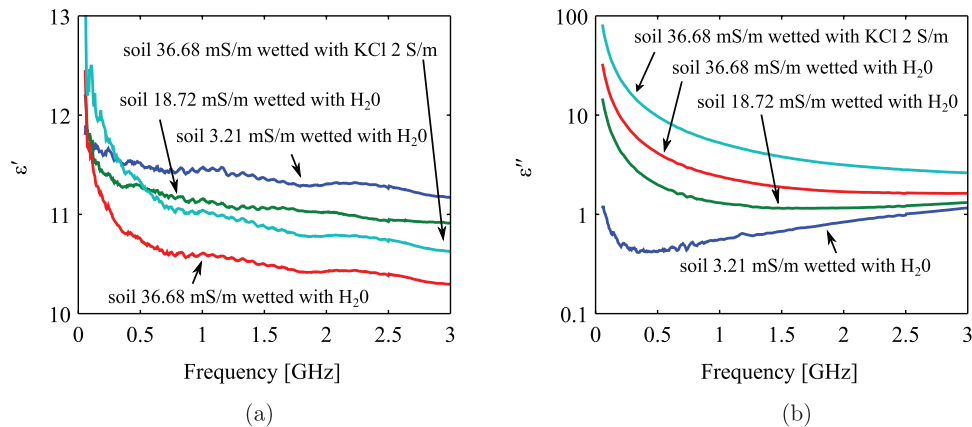 13
12
11
10
ε′
soil 36.68 mS/m wetted with KCl 2 S/m
soil 18.72 mS/m wetted with H₂0
soil 3.21 mS/m wetted with H₂0
soil 36.68 mS/m wetted with H₂0
0 0.5 1 1.5 2 2.5 3
Frequency [GHz]
(a)
100
10
1
0.1
ε″
soil 36.68 mS/m wetted with KCl 2 S/m
soil 36.68 mS/m wetted with H₂0
soil 18.72 mS/m wetted with H₂0
soil 3.21 mS/m wetted with H₂0
0 0.5 1 1.5 2 2.5 3
Frequency [GHz]
(b)